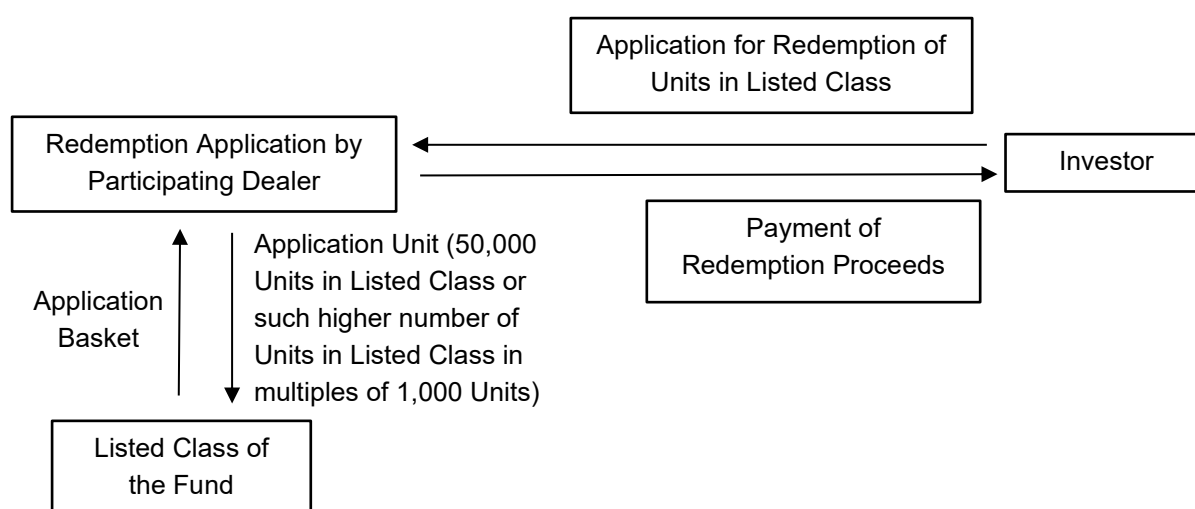 Application for Redemption of
Units in Listed Class
Redemption Application by
Participating Dealer
Investor
Payment of
Redemption Proceeds
Application
Basket
Application Unit (50,000
Units in Listed Class or
such higher number of
Units in Listed Class in
multiples of 1,000 Units)
Listed Class of
the Fund